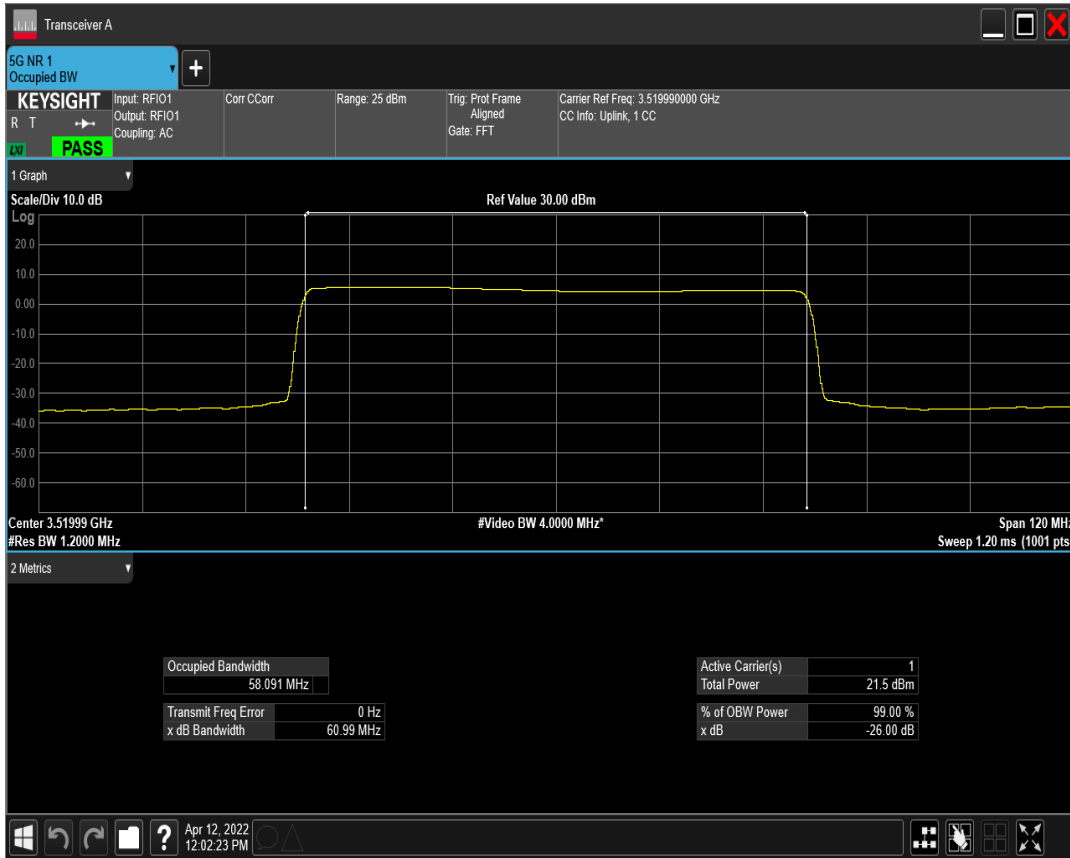 Transceiver A
5G NR 1
Occupied BW
KEYSIGHT
R T
LXI
PASS
Input: RFIO1
Output: RFIO1
Coupling: AC
Corr CCorr
Range: 25 dBm
Trig: Prot Frame
Aligned
Gate: FFT
Carrier Ref Freq: 3.519990000 GHz
CC Info: Uplink, 1 CC
1 Graph
Scale/Div 10.0 dB
Ref Value 30.00 dBm
Log
20.0
10.0
0.00
-10.0
-20.0
-30.0
-40.0
-50.0
-60.0
Center 3.51999 GHz
#Video BW 4.0000 MHz*
Span 120 MHz
#Res BW 1.2000 MHz
Sweep 1.20 ms (1001 pts
2 Metrics
Occupied Bandwidth
58.091 MHz
Transmit Freq Error 0 Hz
x dB Bandwidth 60.99 MHz
Active Carrier(s) 1
Total Power 21.5 dBm
% of OBW Power 99.00 %
x dB -26.00 dB
?
Apr 12, 2022
12:02:23 PM